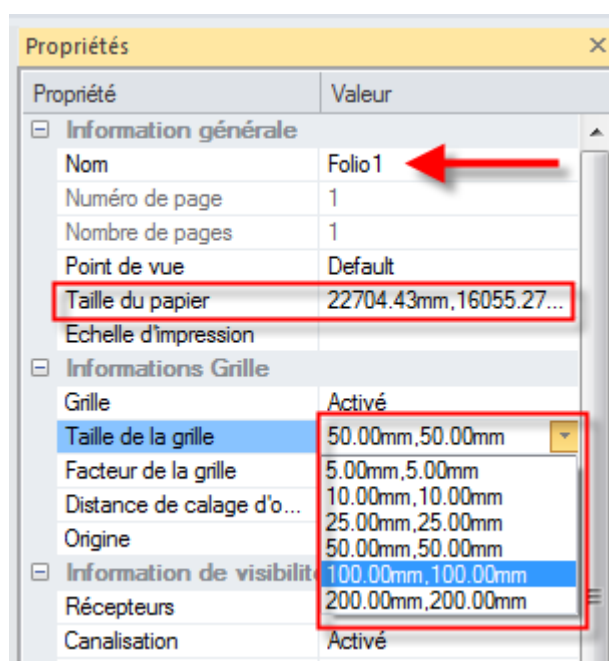 Propriétés
Propriété Valeur
Information générale
Nom Folio1
Numéro de page 1
Nombre de pages 1
Point de vue Default
Taille du papier 22704.43mm,16055.27...
Echelle d'impression
Informations Grille
Grille Activé
Taille de la grille 50.00mm,50.00mm
Facteur de la grille 5.00mm,5.00mm
10.00mm,10.00mm
Distance de calage d'o... 25.00mm,25.00mm
Origine 50.00mm,50.00mm
Information de visibilit 100.00mm,100.00mm
Récepteurs 200.00mm,200.00mm
Canalisation Activé